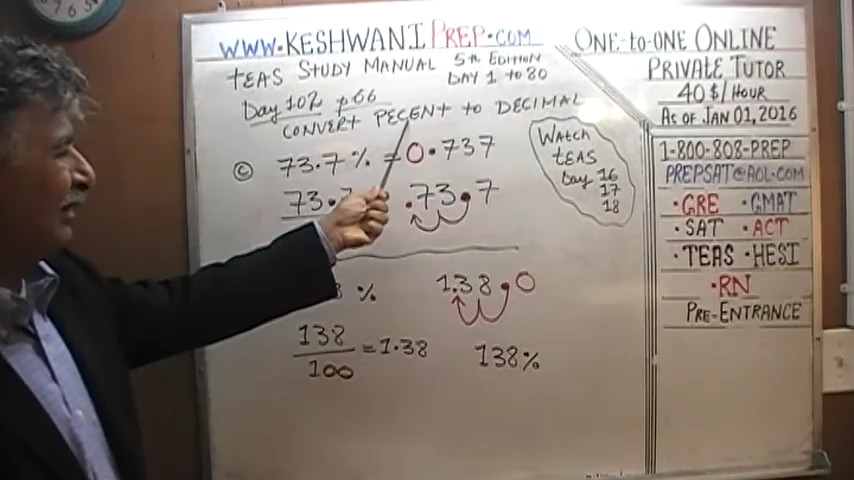 WWW.KESHWANIPREP.COM
TEAS STUDY MANUAL 5th EDITION
DAY 1 TO 80
Day 102 p66
CONVERT PECENT TO DECIMAL
C 73.7% = 0.737
73. .73.7
WATCH
TEAS
Day 16
17
18
% 138.0
138
100
=1.38 138%
ONE-TO-ONE ONLINE
PRIVATE TUTOR
40 $/HOUR
AS OF JAN 01, 2016
1-800-808-PREP
PREPSAT@AOL.COM
•GRE •GMAT
•SAT •ACT
•TEAS •HESI
•RN
PRE-ENTRANCE